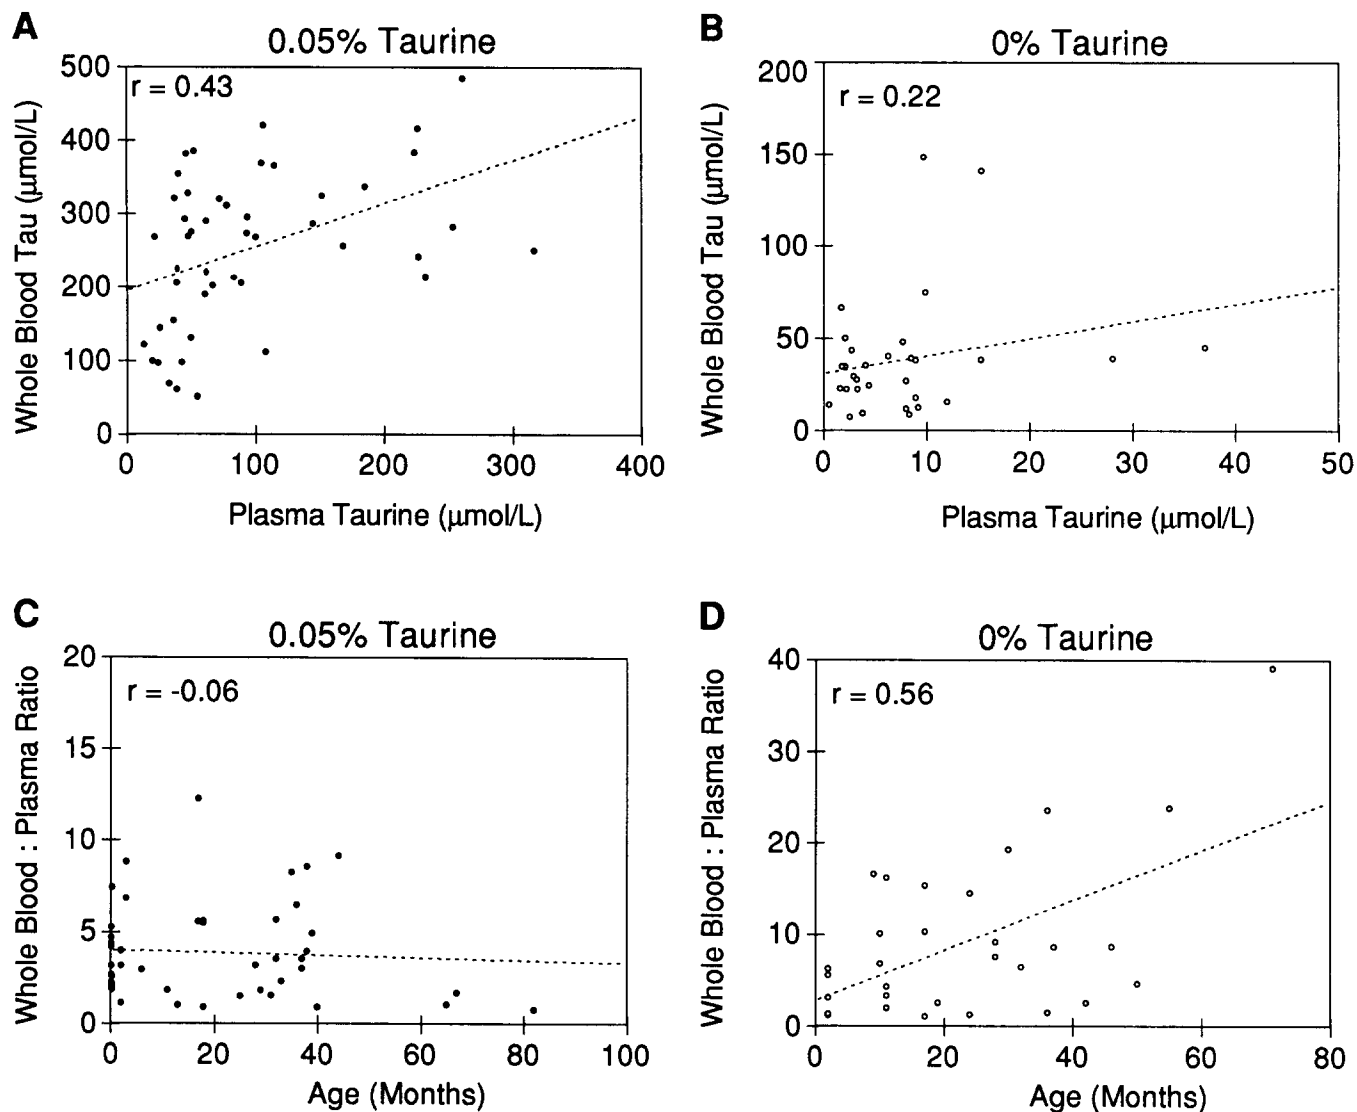 A
0.05% Taurine
r = 0.43
500
400
300
200
100
0
Whole Blood Tau (μmol/L)
0 100 200 300 400
Plasma Taurine (μmol/L)
B
0% Taurine
r = 0.22
200
150
100
50
0
Whole Blood Tau (μmol/L)
0 10 20 30 40 50
Plasma Taurine (μmol/L)
C
0.05% Taurine
r = -0.06
20
15
10
5
0
Whole Blood : Plasma Ratio
0 20 40 60 80 100
Age (Months)
D
0% Taurine
r = 0.56
40
30
20
10
0
Whole Blood : Plasma Ratio
0 20 40 60 80
Age (Months)